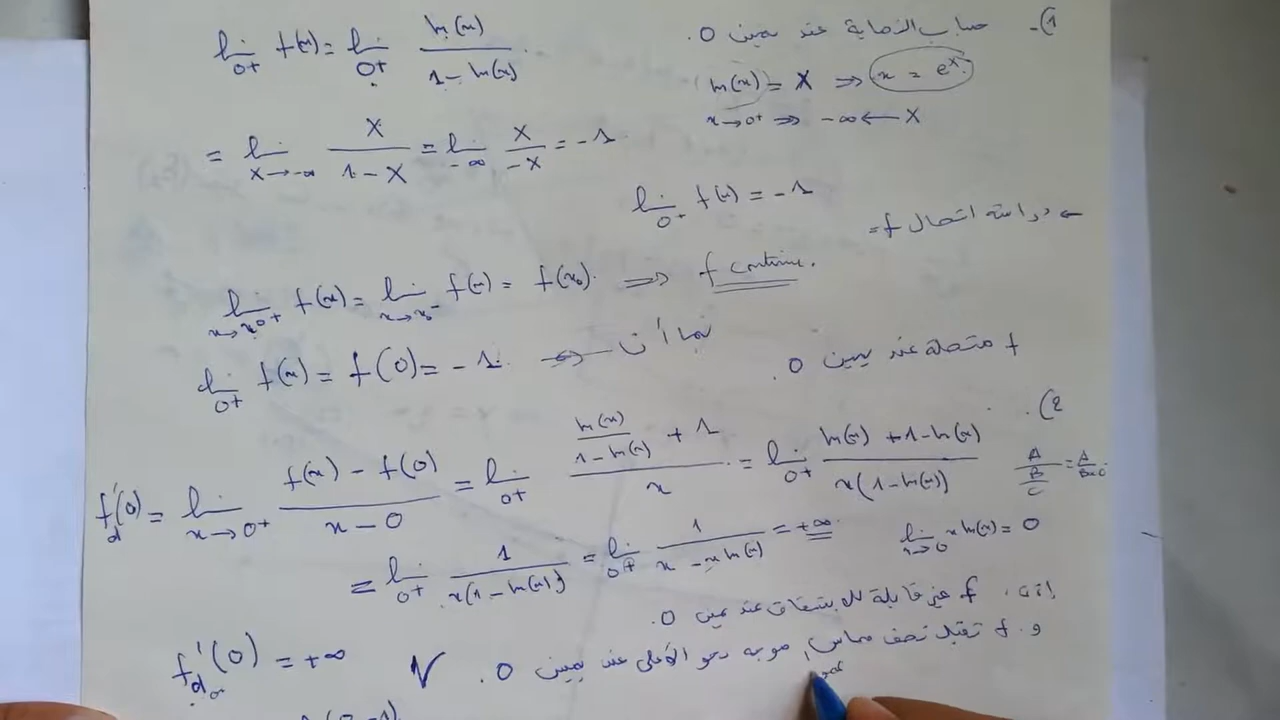 1)- حساب النهاية عند يمين 0.
lim 0+ f(x) = lim 0+ ln(x) / (1 - ln(x)).
ln(x) = X ⟹ x = e^X.
x → 0+ ⟹ -∞ ← X
= lim X→-∞ X / (1 - X) = lim -∞ X / -X = -1.
lim 0+ f(x) = -1
← دراسة اتصال f =
lim x→x0+ f(x) = lim x→x0- f(x) = f(x0). ⟹ f continue.
lim 0+ f(x) = f(0) = -1. بما أن
f متصلة عند يمين 0.
2).
f'd(0) = lim x→0+ (f(x) - f(0)) / (x - 0) = lim 0+ (ln(x) / (1 - ln(x)) + 1) / x = lim 0+ (ln(x) + 1 - ln(x)) / (x(1 - ln(x)))
= lim 0+ 1 / (x(1 - ln(x))) = lim 0+ 1 / (x - x ln(x)) = +∞.
lim x→0 x ln(x) = 0
إذن f غير قابلة للاشتقاق عند يمين 0.
و f تقبل نصف مماس, موجه نحو الأعلى عند يمين 0.
f'd(0) = +∞